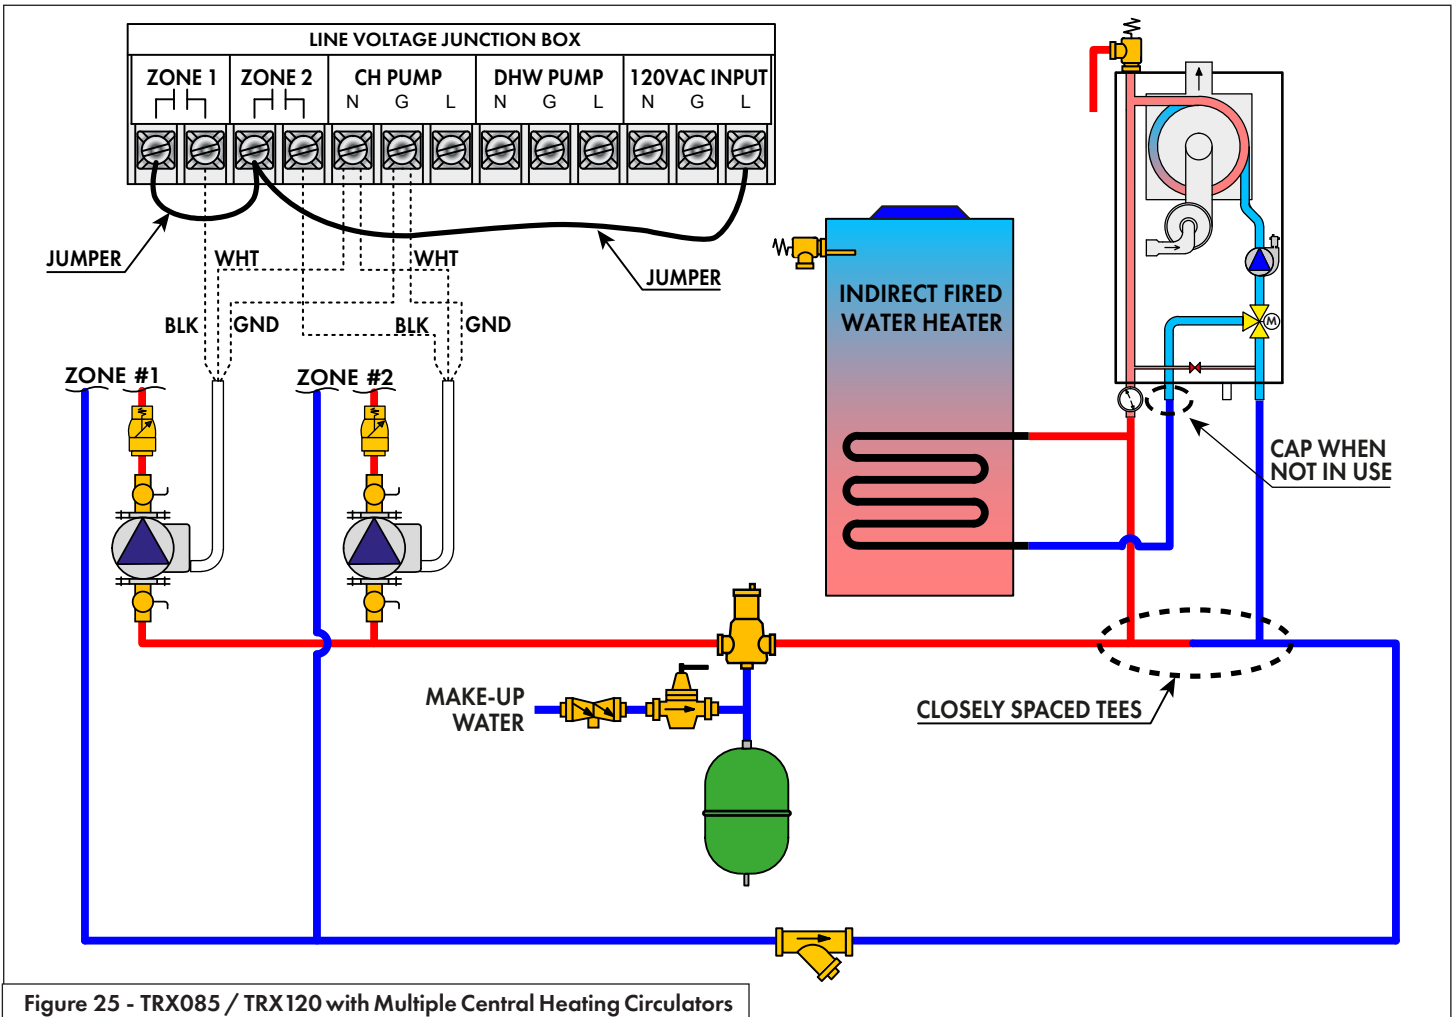 LINE VOLTAGE JUNCTION BOX
ZONE 1 ZONE 2 CH PUMP DHW PUMP 120VAC INPUT
N G L N G L N G L
JUMPER
WHT
WHT
JUMPER
BLK
GND
BLK
GND
ZONE #1
ZONE #2
INDIRECT FIRED
WATER HEATER
M
CAP WHEN
NOT IN USE
MAKE-UP
WATER
CLOSELY SPACED TEES
Figure 25 - TRX085 / TRX120 with Multiple Central Heating Circulators